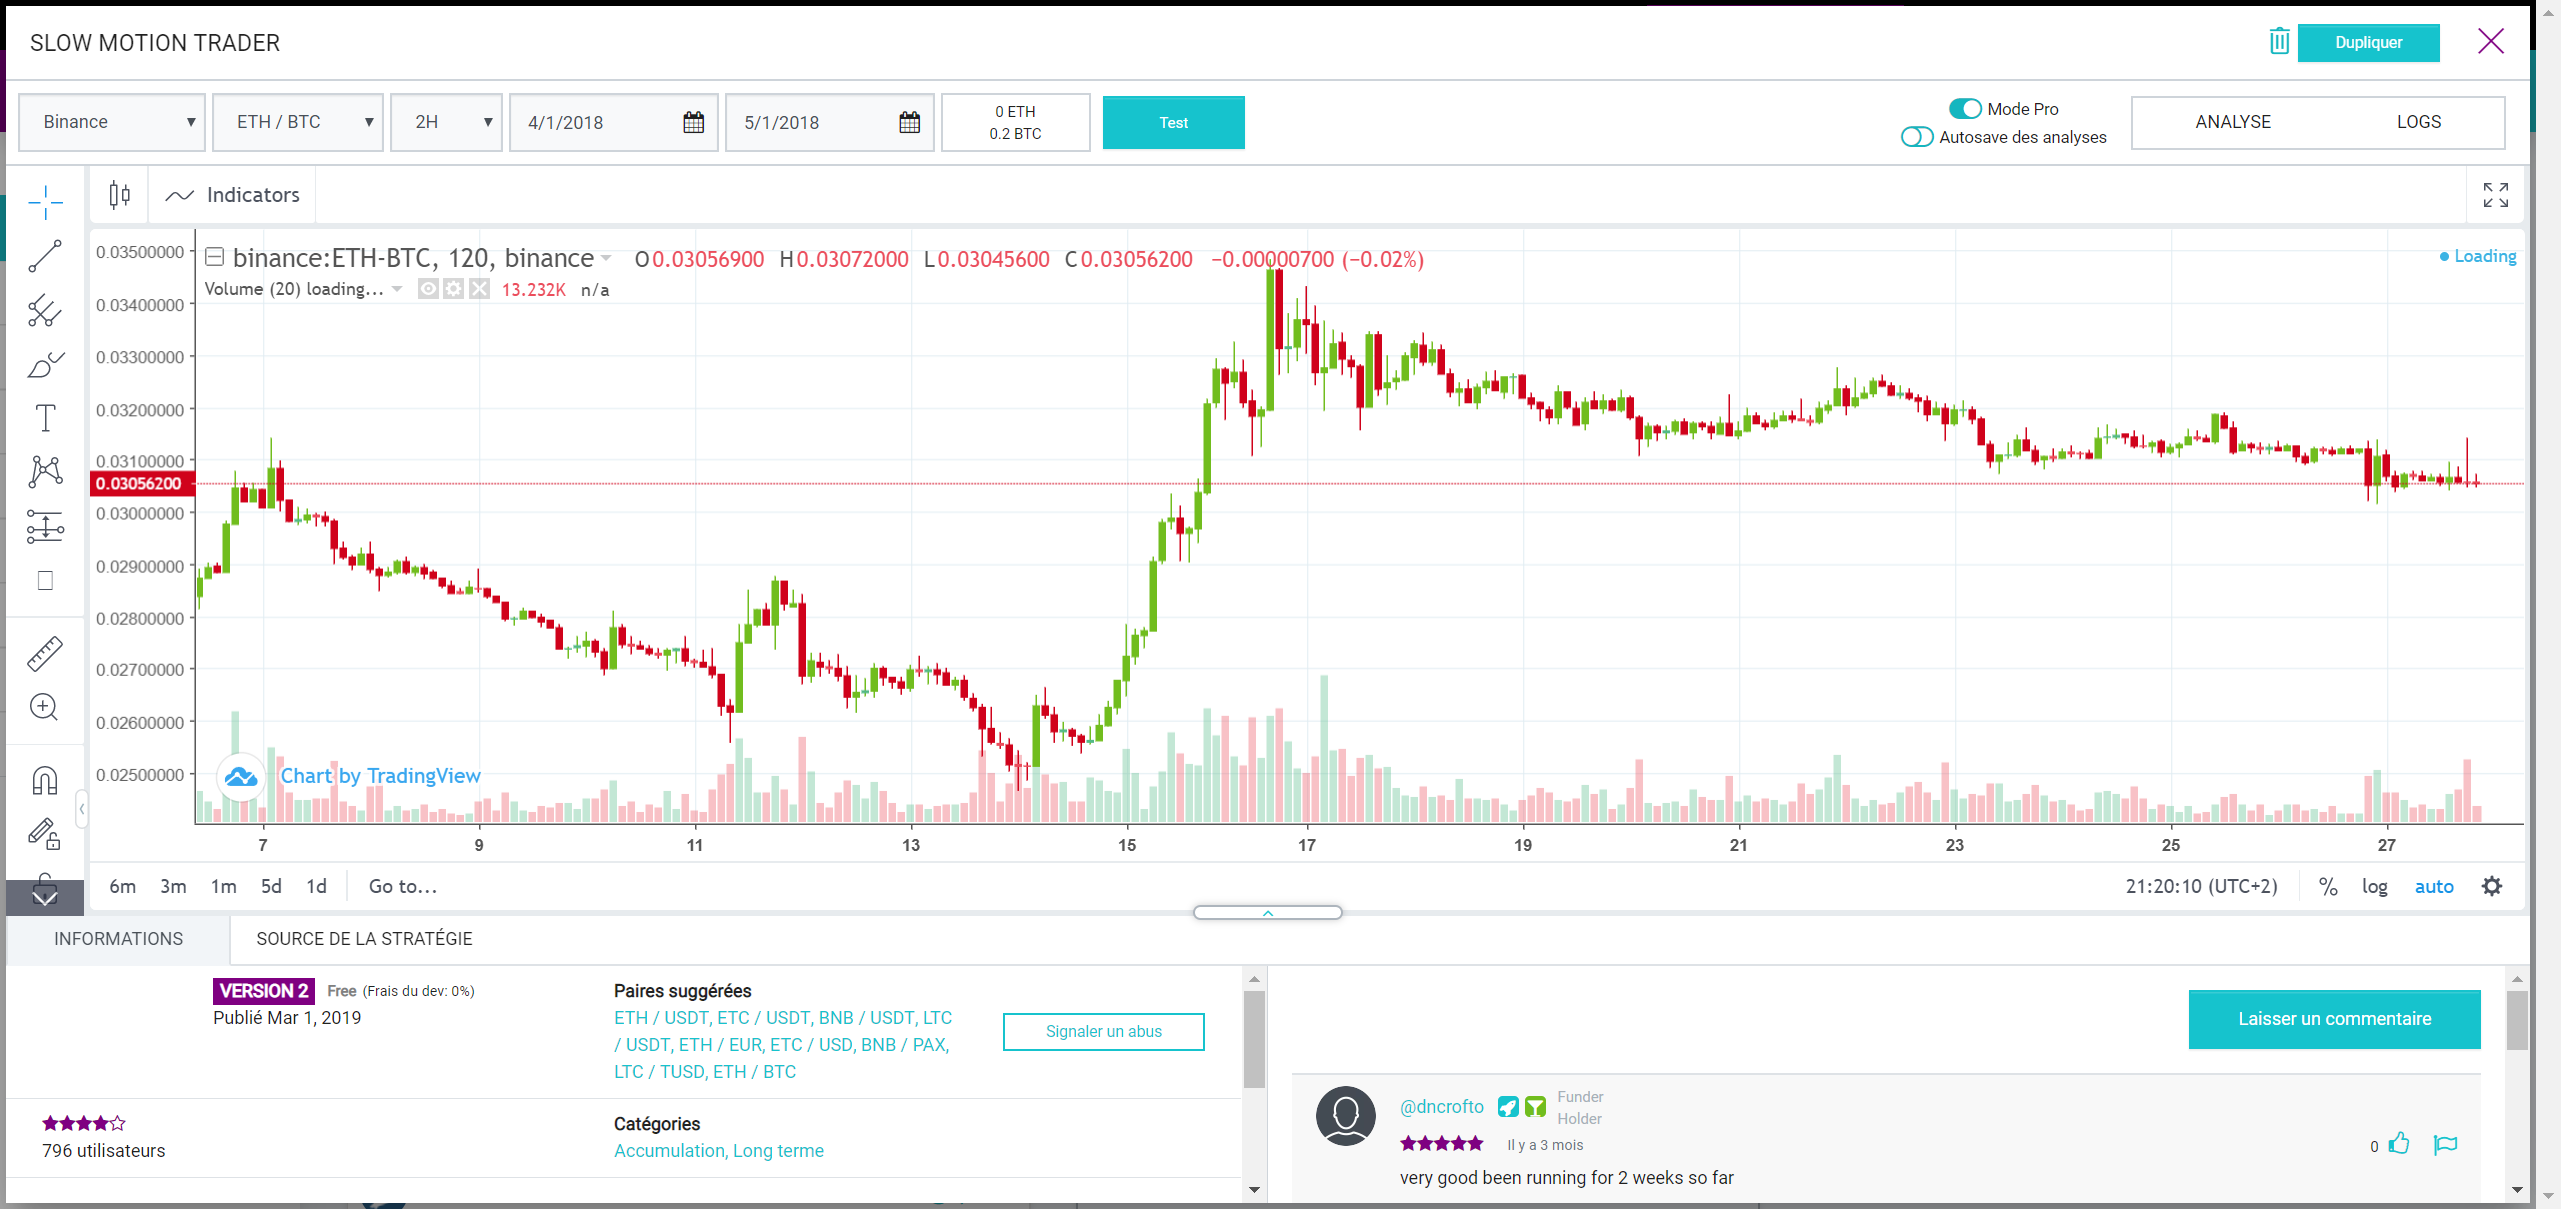 SLOW MOTION TRADER
Dupliquer
Binance
ETH / BTC
2H
4/1/2018
5/1/2018
0 ETH
0.2 BTC
Test
Mode Pro
Autosave des analyses
ANALYSE
LOGS
Indicators
binance:ETH-BTC, 120, binance O0.03056900 H0.03072000 L0.03045600 C0.03056200 −0.00000700 (−0.02%)
Volume (20) loading... 13.232K n/a
Loading
0.03500000
0.03400000
0.03300000
0.03200000
0.03100000
0.03056200
0.03000000
0.02900000
0.02800000
0.02700000
0.02600000
0.02500000
Chart by TradingView
7 9 11 13 15 17 19 21 23 25 27
6m 3m 1m 5d 1d Go to...
21:20:10 (UTC+2) % log auto
INFORMATIONS
SOURCE DE LA STRATÉGIE
VERSION 2 Free (Frais du dev: 0%)
Publié Mar 1, 2019
Paires suggérées
ETH / USDT, ETC / USDT, BNB / USDT, LTC
/ USDT, ETH / EUR, ETC / USD, BNB / PAX,
LTC / TUSD, ETH / BTC
Signaler un abus
796 utilisateurs
Catégories
Accumulation, Long terme
Laisser un commentaire
@dncrofto
Funder
Holder
Il y a 3 mois
0
very good been running for 2 weeks so far